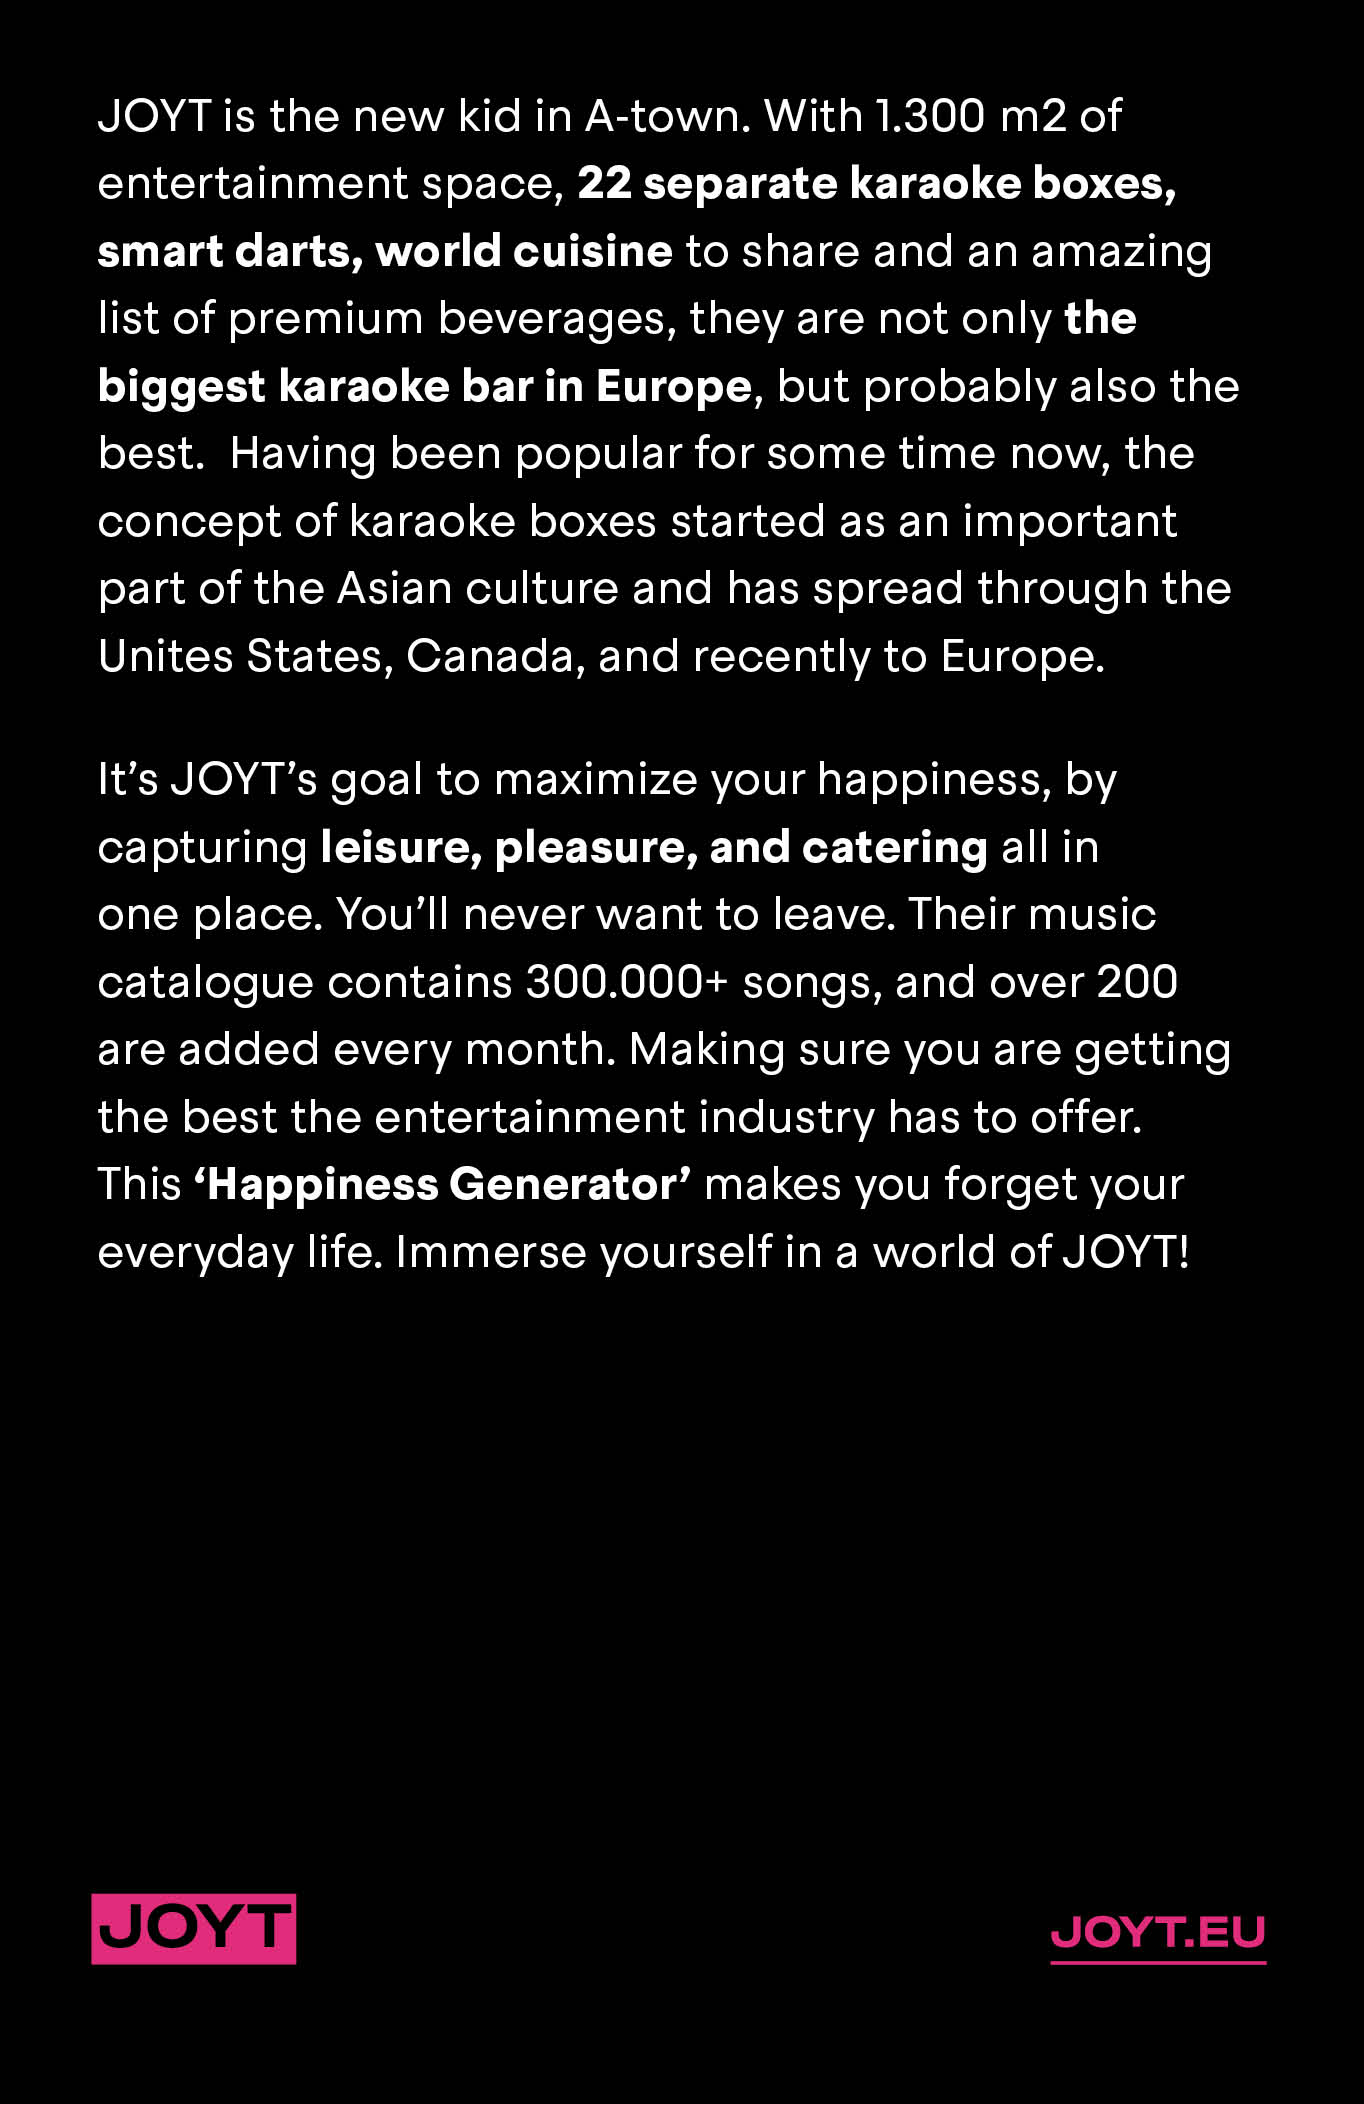 JOYT is the new kid in A-town. With 1.300 m2 of
entertainment space, 22 separate karaoke boxes,
smart darts, world cuisine to share and an amazing
list of premium beverages, they are not only the
biggest karaoke bar in Europe, but probably also the
best.  Having been popular for some time now, the
concept of karaoke boxes started as an important
part of the Asian culture and has spread through the
Unites States, Canada, and recently to Europe.
It’s JOYT’s goal to maximize your happiness, by
capturing leisure, pleasure, and catering all in
one place. You’ll never want to leave. Their music
catalogue contains 300.000+ songs, and over 200
are added every month. Making sure you are getting
the best the entertainment industry has to offer.
This ‘Happiness Generator’ makes you forget your
everyday life. Immerse yourself in a world of JOYT!
JOYT
JOYT.EU